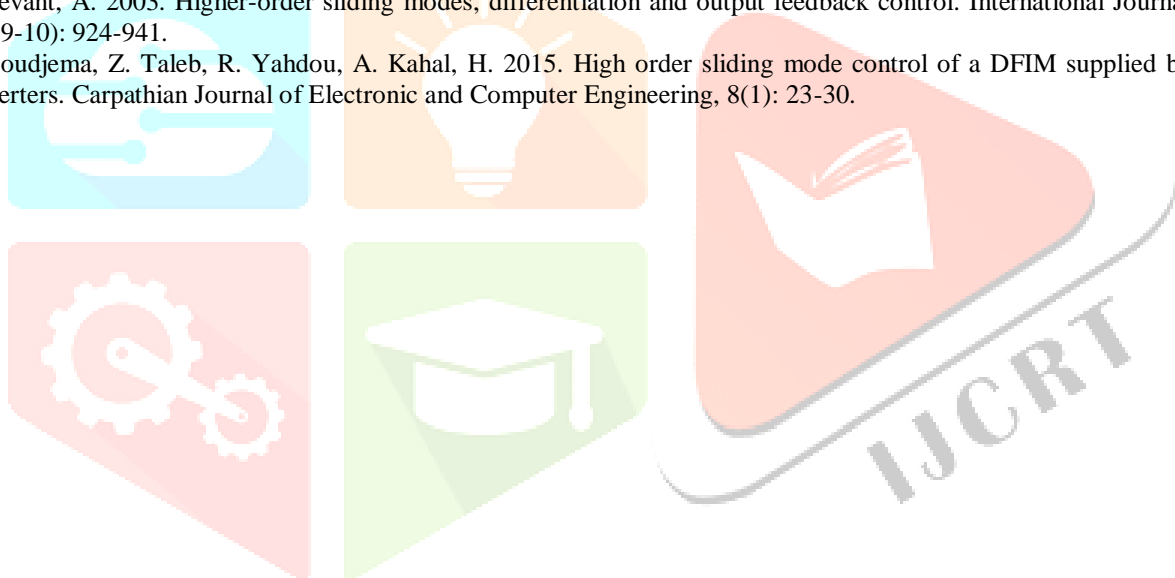 evant, A. 2003. Higher-order sliding modes, differentiation and output feedback control. International Journa
9-10): 924-941.
oudjema, Z. Taleb, R. Yahdou, A. Kahal, H. 2015. High order sliding mode control of a DFIM supplied b
erters. Carpathian Journal of Electronic and Computer Engineering, 8(1): 23-30.
IJCRT